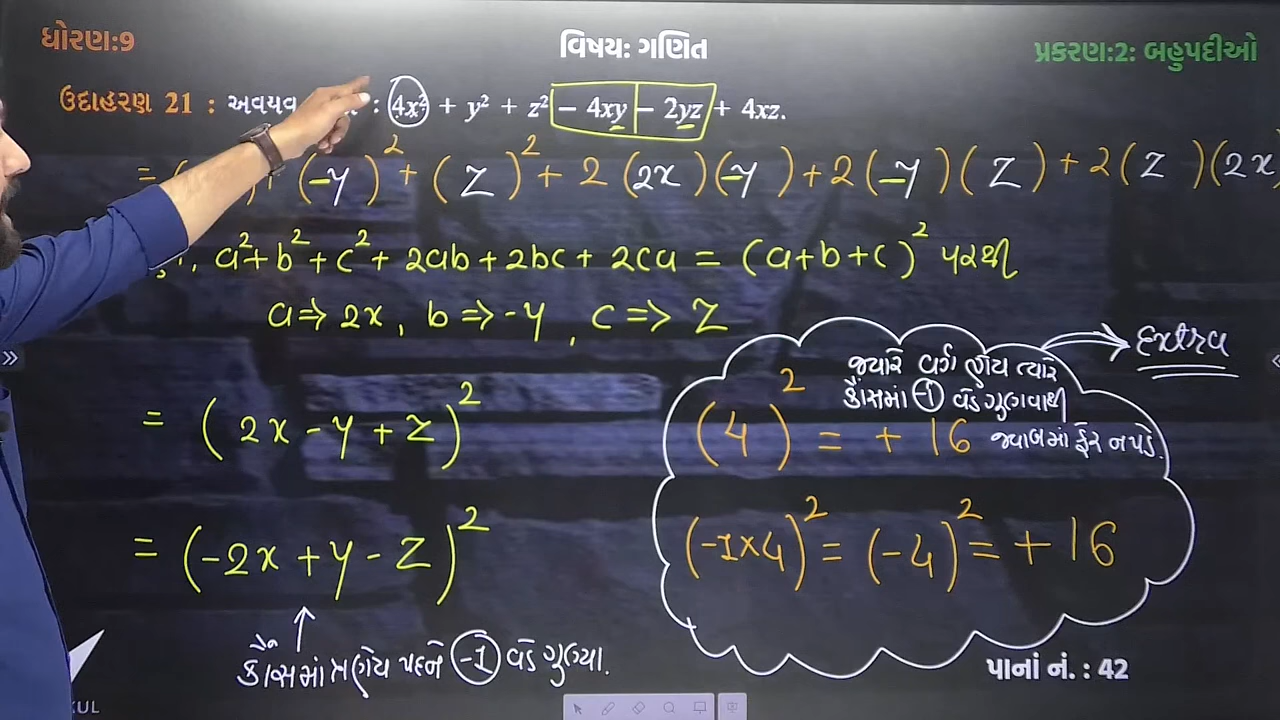 ધોરણ:9
વિષય: ગણિત
પ્રકરણ:2: બહુપદીઓ
ઉદાહરણ 21 : અવયવ : 4x² + y² + z² − 4xy − 2yz + 4xz.
= ( + (-y)² + (z)² + 2(2x)(-y) + 2(-y)(z) + 2(z)(2x)
a² + b² + c² + 2ab + 2bc + 2ca = (a+b+c)² પરથી
a ⇒ 2x, b ⇒ -y, c ⇒ z
= (2x - y + z)²
= (-2x + y - z)²
કૌંસમાં ત્રણેય પદને -1 વડે ગુણ્યા.
Extra
જ્યારે વર્ગ હોય ત્યારે
કૌંસમાં -1 વડે ગુણવાથી
જવાબમાં ફેર ન પડે.
(4)² = + 16
(-1×4)² = (-4)² = + 16
પાનાં નં. : 42
KUL